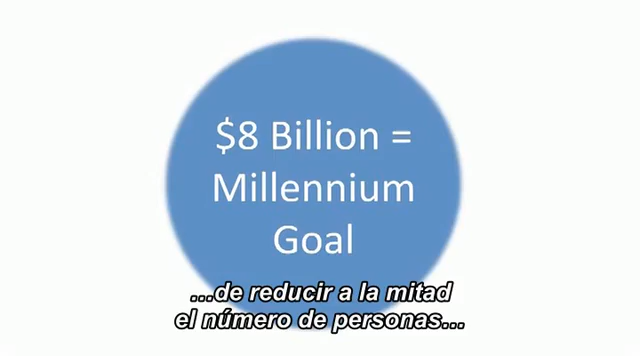 $8 Billion =
Millennium
Goal
...de reducir a la mitad
el número de personas...